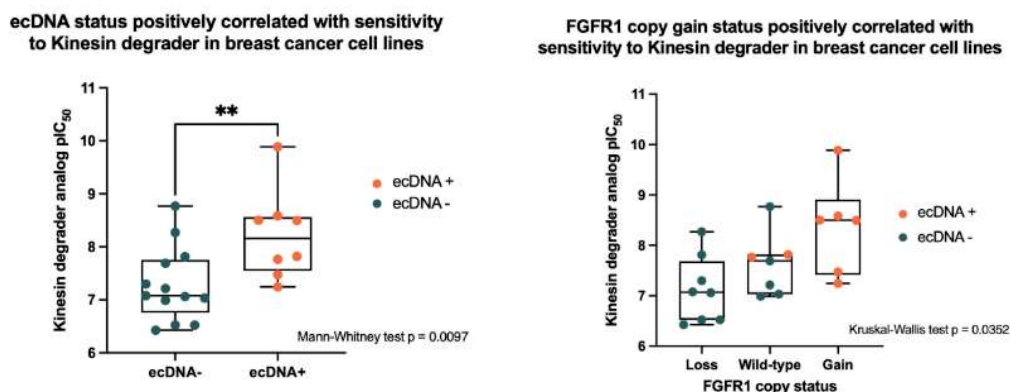 ecDNA status positively correlated with sensitivity
to Kinesin degrader in breast cancer cell lines
Kinesin degrader analog pIC50
11
10
9
8
7
6
**
ecDNA +
ecDNA -
Mann-Whitney test p = 0.0097
ecDNA-
ecDNA+
FGFR1 copy gain status positively correlated with
sensitivity to Kinesin degrader in breast cancer cell lines
Kinesin degrader analog pIC50
11
10
9
8
7
6
ecDNA +
ecDNA -
Kruskal-Wallis test p = 0.0352
Loss
Wild-type
Gain
FGFR1 copy status